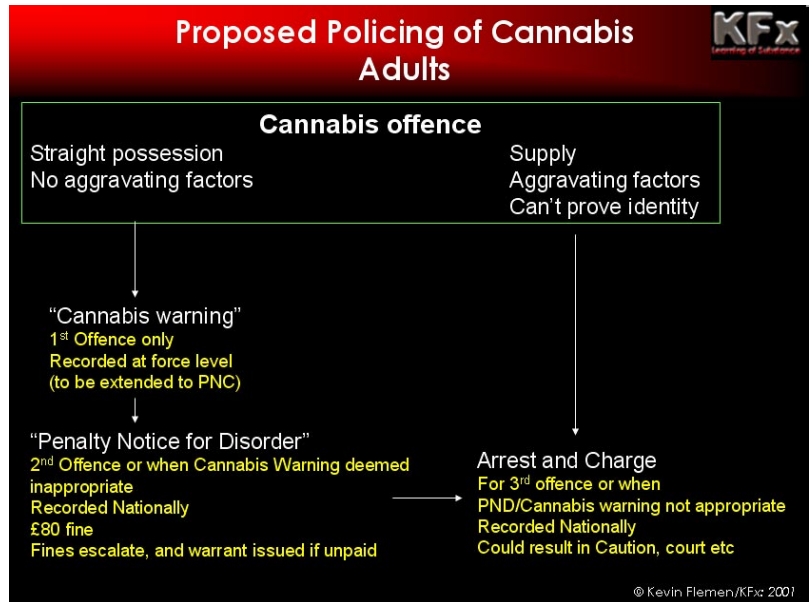 Proposed Policing of Cannabis
Adults
KFx
Learning of Substance
Cannabis offence
Straight possession
No aggravating factors
Supply
Aggravating factors
Can't prove identity
“Cannabis warning”
1st Offence only
Recorded at force level
(to be extended to PNC)
“Penalty Notice for Disorder”
2nd Offence or when Cannabis Warning deemed
inappropriate
Recorded Nationally
£80 fine
Fines escalate, and warrant issued if unpaid
Arrest and Charge
For 3rd offence or when
PND/Cannabis warning not appropriate
Recorded Nationally
Could result in Caution, court etc
© Kevin Flemen/KFx: 2001